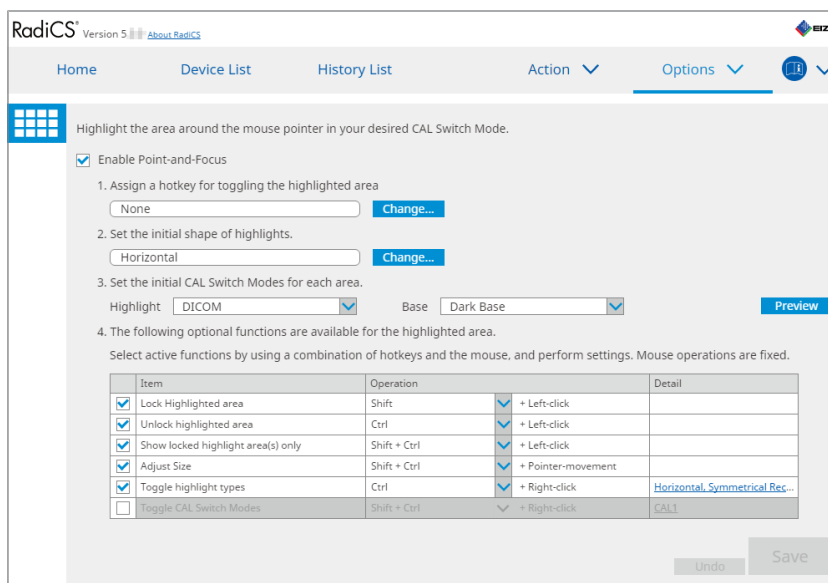 RadiCS® Version 5. About RadiCS
EIZ
Home Device List History List Action Options
Highlight the area around the mouse pointer in your desired CAL Switch Mode.
Enable Point-and-Focus
1. Assign a hotkey for toggling the highlighted area
None Change...
2. Set the initial shape of highlights.
Horizontal Change...
3. Set the initial CAL Switch Modes for each area.
Highlight DICOM Base Dark Base Preview
4. The following optional functions are available for the highlighted area.
Select active functions by using a combination of hotkeys and the mouse, and perform settings. Mouse operations are fixed.
Item Operation Detail
Lock Highlighted area Shift + Left-click
Unlock highlighted area Ctrl + Left-click
Show locked highlight area(s) only Shift + Ctrl + Left-click
Adjust Size Shift + Ctrl + Pointer-movement
Toggle highlight types Ctrl + Right-click Horizontal, Symmetrical Rec...
Toggle CAL Switch Modes Shift + Ctrl + Right-click CAL1
Undo Save